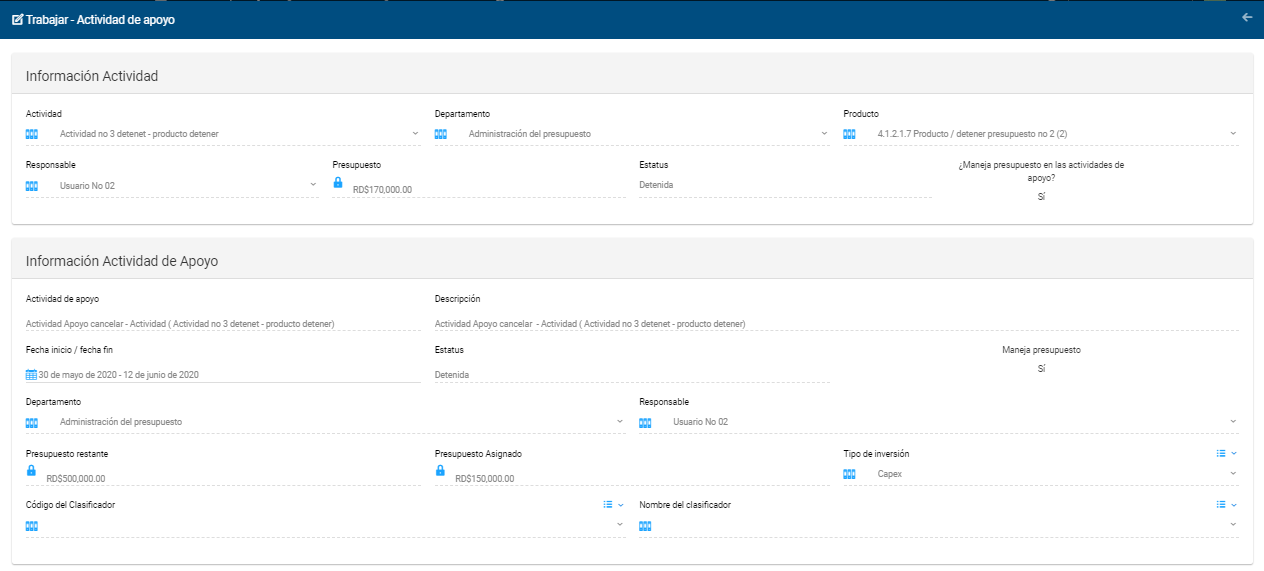 Trabajar - Actividad de apoyo
Información Actividad
Actividad
Departamento
Producto
Actividad no 3 detenet - producto detener
Administración del presupuesto
4.1.2.1.7 Producto / detener presupuesto no 2 (2)
Responsable
Presupuesto
Estatus
¿Maneja presupuesto en las actividades de
apoyo?
Usuario No 02
RD$170,000.00
Detenida
Sí
Información Actividad de Apoyo
Actividad de apoyo
Descripción
Actividad Apoyo cancelar - Actividad ( Actividad no 3 detenet - producto detener)
Actividad Apoyo cancelar - Actividad ( Actividad no 3 detenet - producto detener)
Fecha inicio / fecha fin
Estatus
Maneja presupuesto
30 de mayo de 2020 - 12 de junio de 2020
Detenida
Sí
Departamento
Responsable
Administración del presupuesto
Usuario No 02
Presupuesto restante
Presupuesto Asignado
Tipo de inversión
RD$500,000.00
RD$150,000.00
Capex
Código del Clasificador
Nombre del clasificador